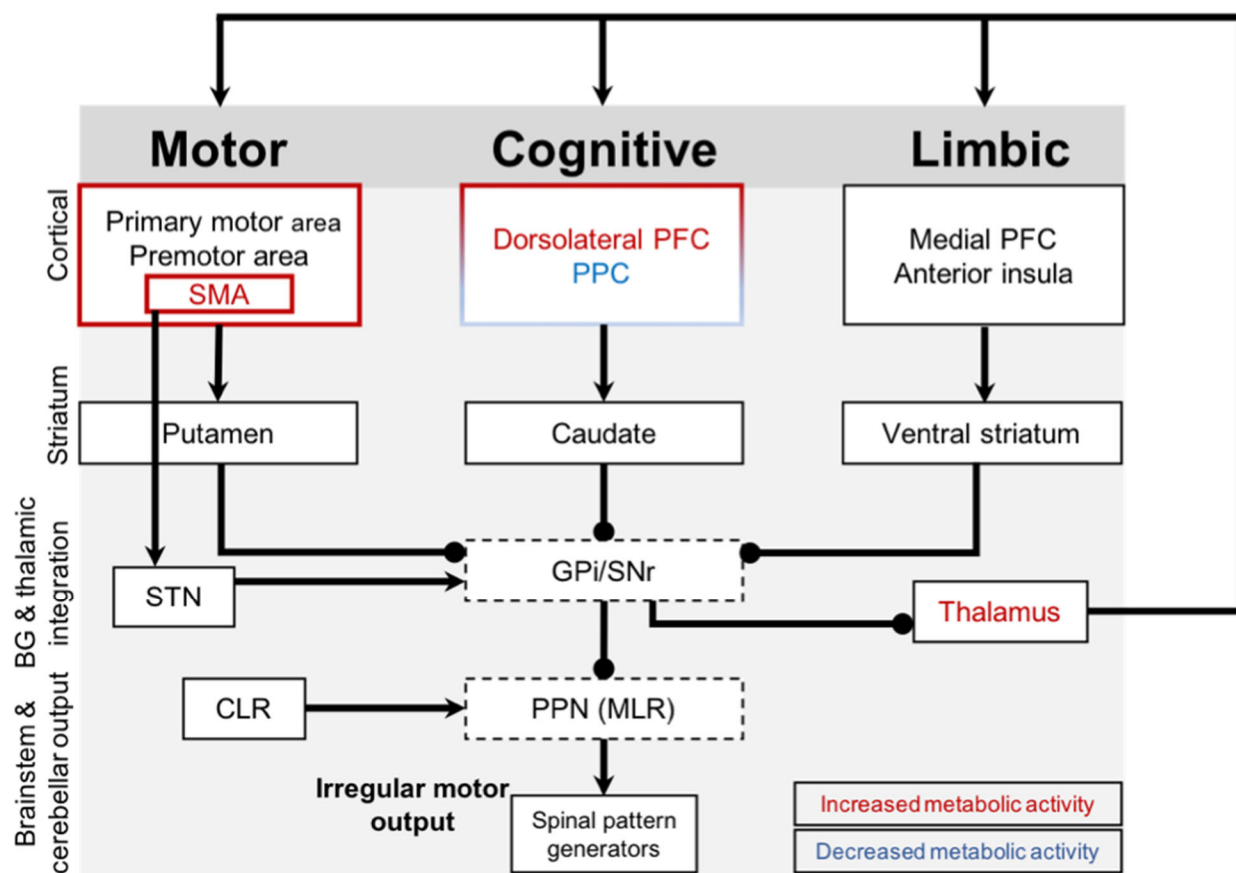 Motor
Cognitive
Limbic
Cortical
Primary motor area
Premotor area
SMA
Dorsolateral PFC
PPC
Medial PFC
Anterior insula
Striatum
Putamen
Caudate
Ventral striatum
BG & thalamic
integration
GPi/SNr
STN
Thalamus
Brainstem &
cerebellar output
CLR
PPN (MLR)
Irregular motor
output
Spinal pattern
generators
Increased metabolic activity
Decreased metabolic activity